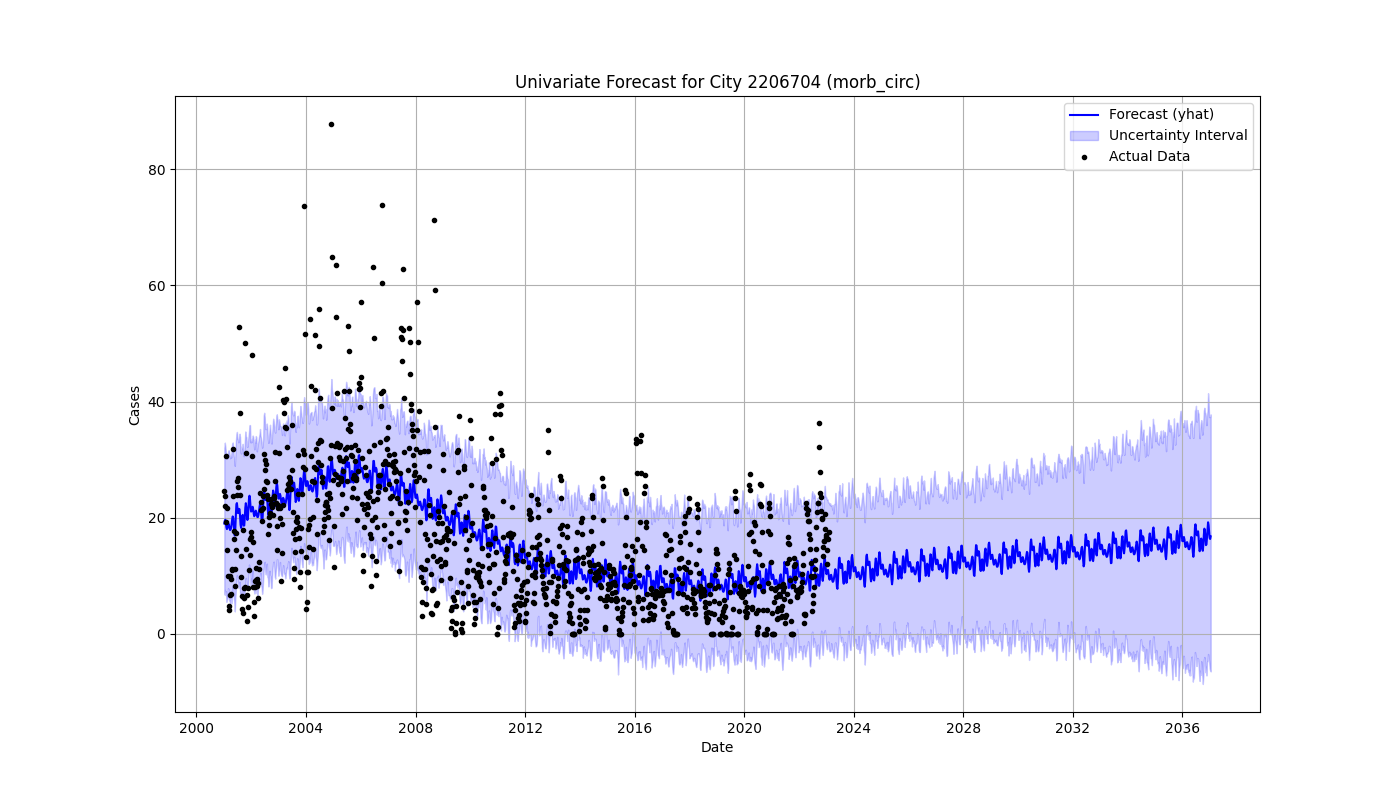 Univariate Forecast for City 2206704 (morb_circ)
Forecast (yhat)
Uncertainty Interval
Actual Data
80
60
40
20
0
Cases
2000 2004 2008 2012 2016 2020 2024 2028 2032 2036
Date